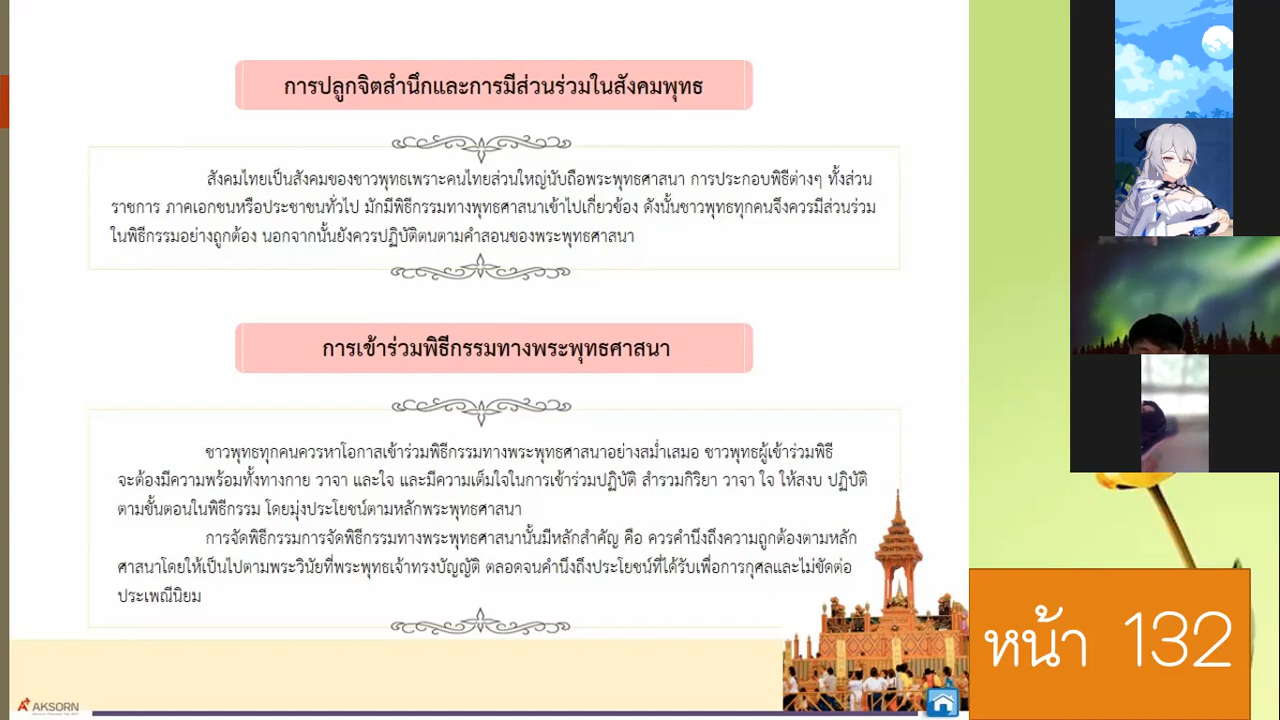 การปลูกจิตสำนึกและการมีส่วนร่วมในสังคมพุทธ
สังคมไทยเป็นสังคมของชาวพุทธเพราะคนไทยส่วนใหญ่นับถือพระพุทธศาสนา การประกอบพิธีต่างๆ ทั้งส่วน
ราชการ ภาคเอกชนหรือประชาชนทั่วไป มักมีพิธีกรรมทางพุทธศาสนาเข้าไปเกี่ยวข้อง ดังนั้นชาวพุทธทุกคนจึงควรมีส่วนร่วม
ในพิธีกรรมอย่างถูกต้อง นอกจากนั้นยังควรปฏิบัติตนตามคำสอนของพระพุทธศาสนา
การเข้าร่วมพิธีกรรมทางพระพุทธศาสนา
ชาวพุทธทุกคนควรหาโอกาสเข้าร่วมพิธีกรรมทางพระพุทธศาสนาอย่างสม่ำเสมอ ชาวพุทธผู้เข้าร่วมพิธี
จะต้องมีความพร้อมทั้งทางกาย วาจา และใจ และมีความเต็มใจในการเข้าร่วมปฏิบัติ สำรวมกิริยา วาจา ใจ ให้สงบ ปฏิบัติ
ตามขั้นตอนในพิธีกรรม โดยมุ่งประโยชน์ตามหลักพระพุทธศาสนา
การจัดพิธีกรรมการจัดพิธีกรรมทางพระพุทธศาสนานั้นมีหลักสำคัญ คือ ควรคำนึงถึงความถูกต้องตามหลัก
ศาสนาโดยให้เป็นไปตามพระวินัยที่พระพุทธเจ้าทรงบัญญัติ ตลอดจนคำนึงถึงประโยชน์ที่ได้รับเพื่อการกุศลและไม่ขัดต่อ
ประเพณีนิยม
หน้า 132
AKSORN